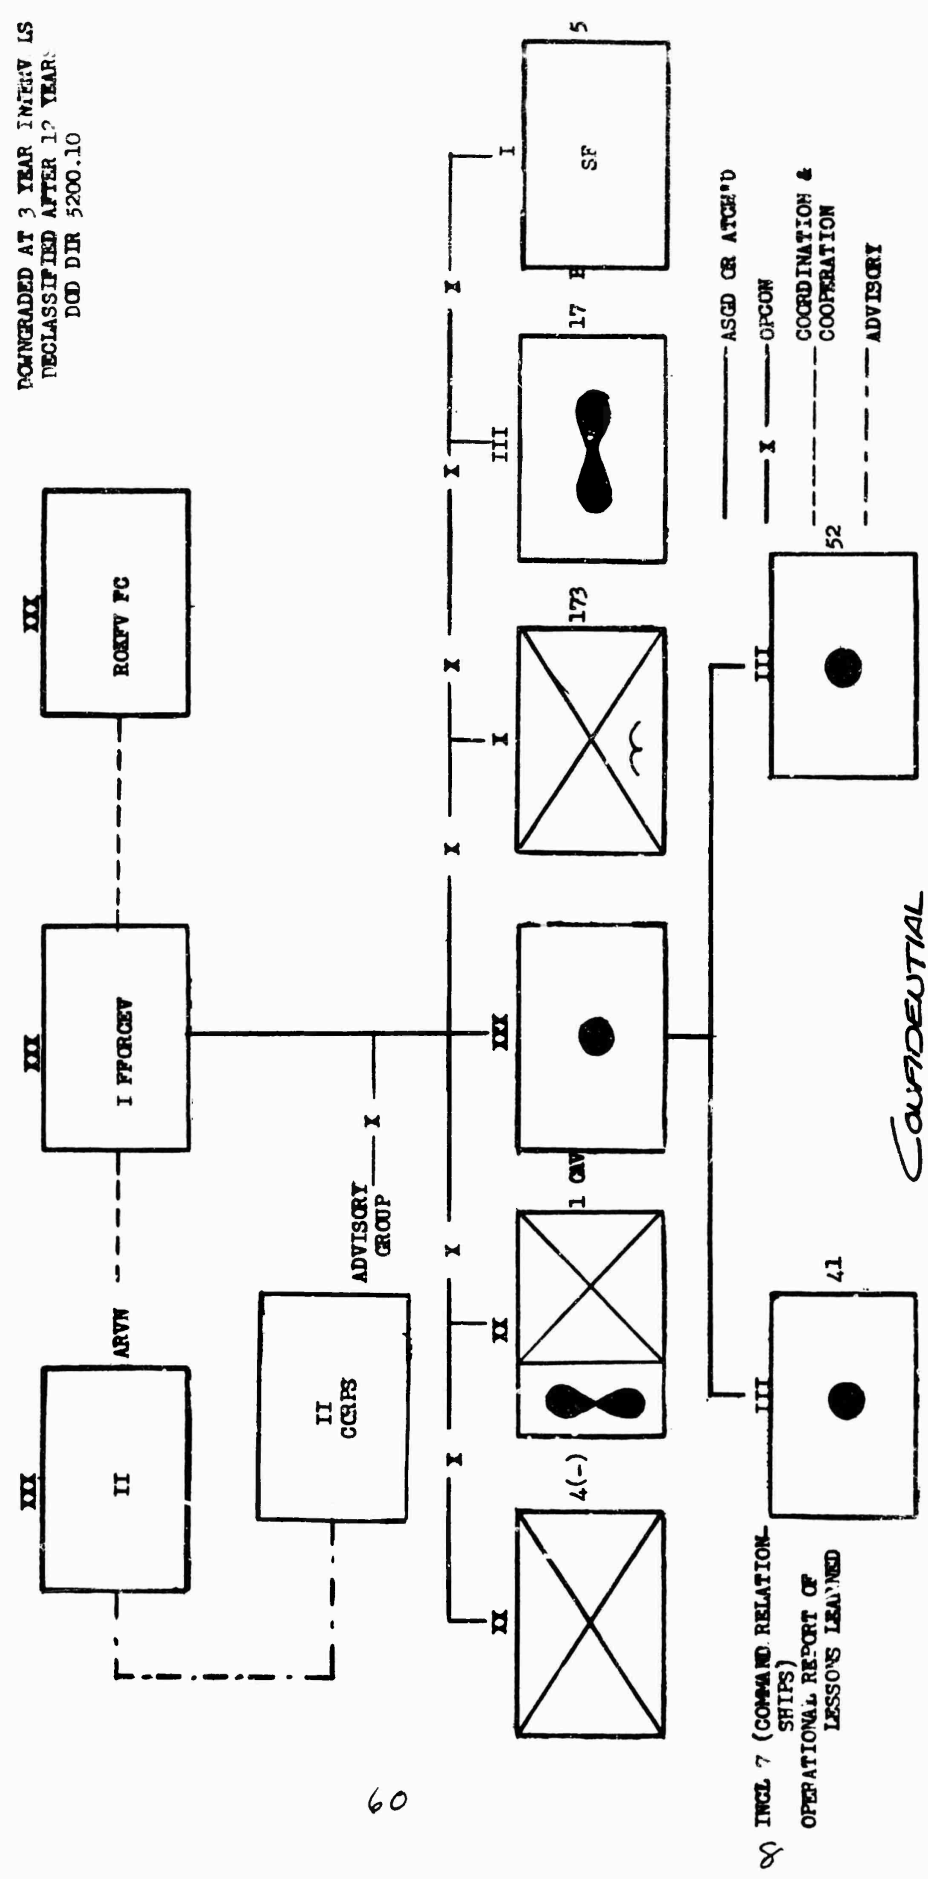 DOWNGRADED AT 3 YEAR INTERVALS
DECLASSIFIED AFTER 12 YEARS
DOD DIR 5200.10
XXX
II
ARVN
XXX
I FFORCEV
XXX
ROKFV FC
II
CORPS
ADVISORY
GROUP
X
X
X
X
X
X
X
XX
4(-)
XX
1 CAV
XXX
X
173
III
17
I
SF
5
III
41
III
52
ASGD OR ATCH'D
X OPCON
COORDINATION &
COOPERATION
ADVISORY
INCL 7 (COMMAND RELATION-
SHIPS)
OPERATIONAL REPORT OF
LESSONS LEARNED
CONFIDENTIAL
60